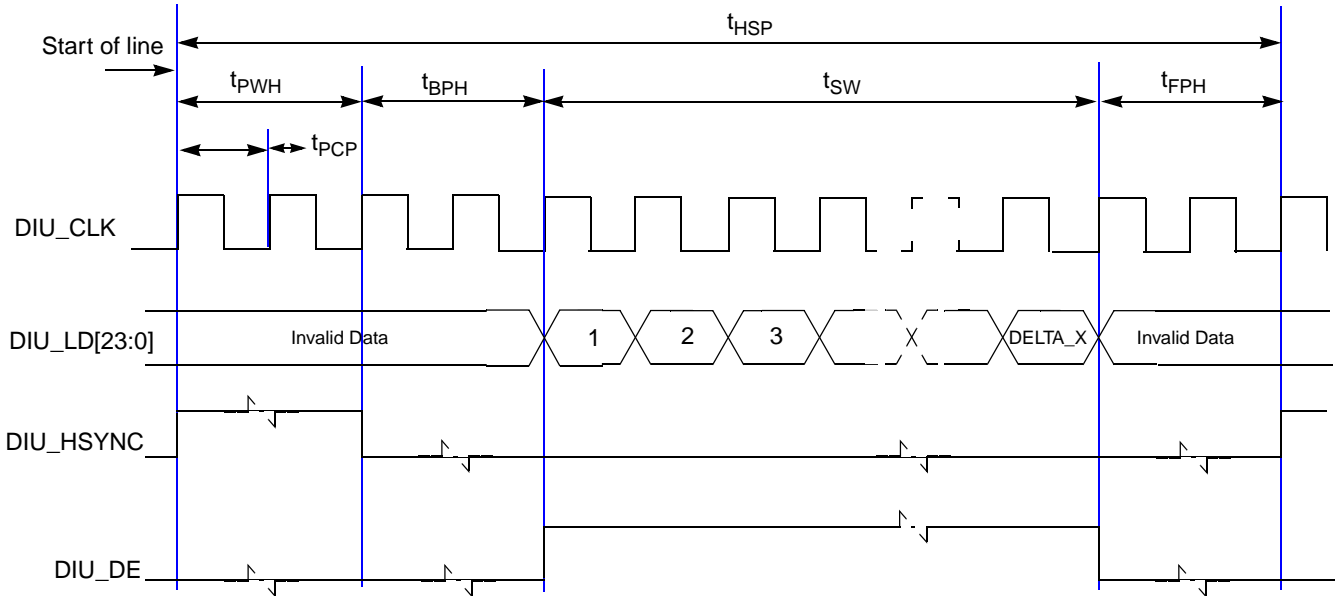 tHSP
Start of line
tPWH tBPH tSW tFPH
tPCP
DIU_CLK
DIU_LD[23:0] Invalid Data 1 2 3 DELTA_X Invalid Data
DIU_HSYNC
DIU_DE